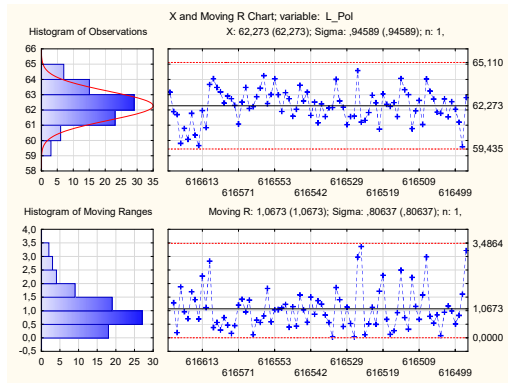 X and Moving R Chart; variable: L_Pol
Histogram of Observations
X: 62,273 (62,273); Sigma: ,94589 (,94589); n: 1,
66
65
64
63
62
61
60
59
58
0 5 10 15 20 25 30 35
65,110
62,273
59,435
616613 616553 616542 616519 616509 616499
616571
Histogram of Moving Ranges
Moving R: 1,0673 (1,0673); Sigma: ,80637 (,80637); n: 1,
4,0
3,5
3,0
2,5
2,0
1,5
1,0
0,5
0,0
-0,5
0 5 10 15 20 25 30
3,4864
1,0673
0,0000
616613 616553 616519 616499
616571 616542 616509